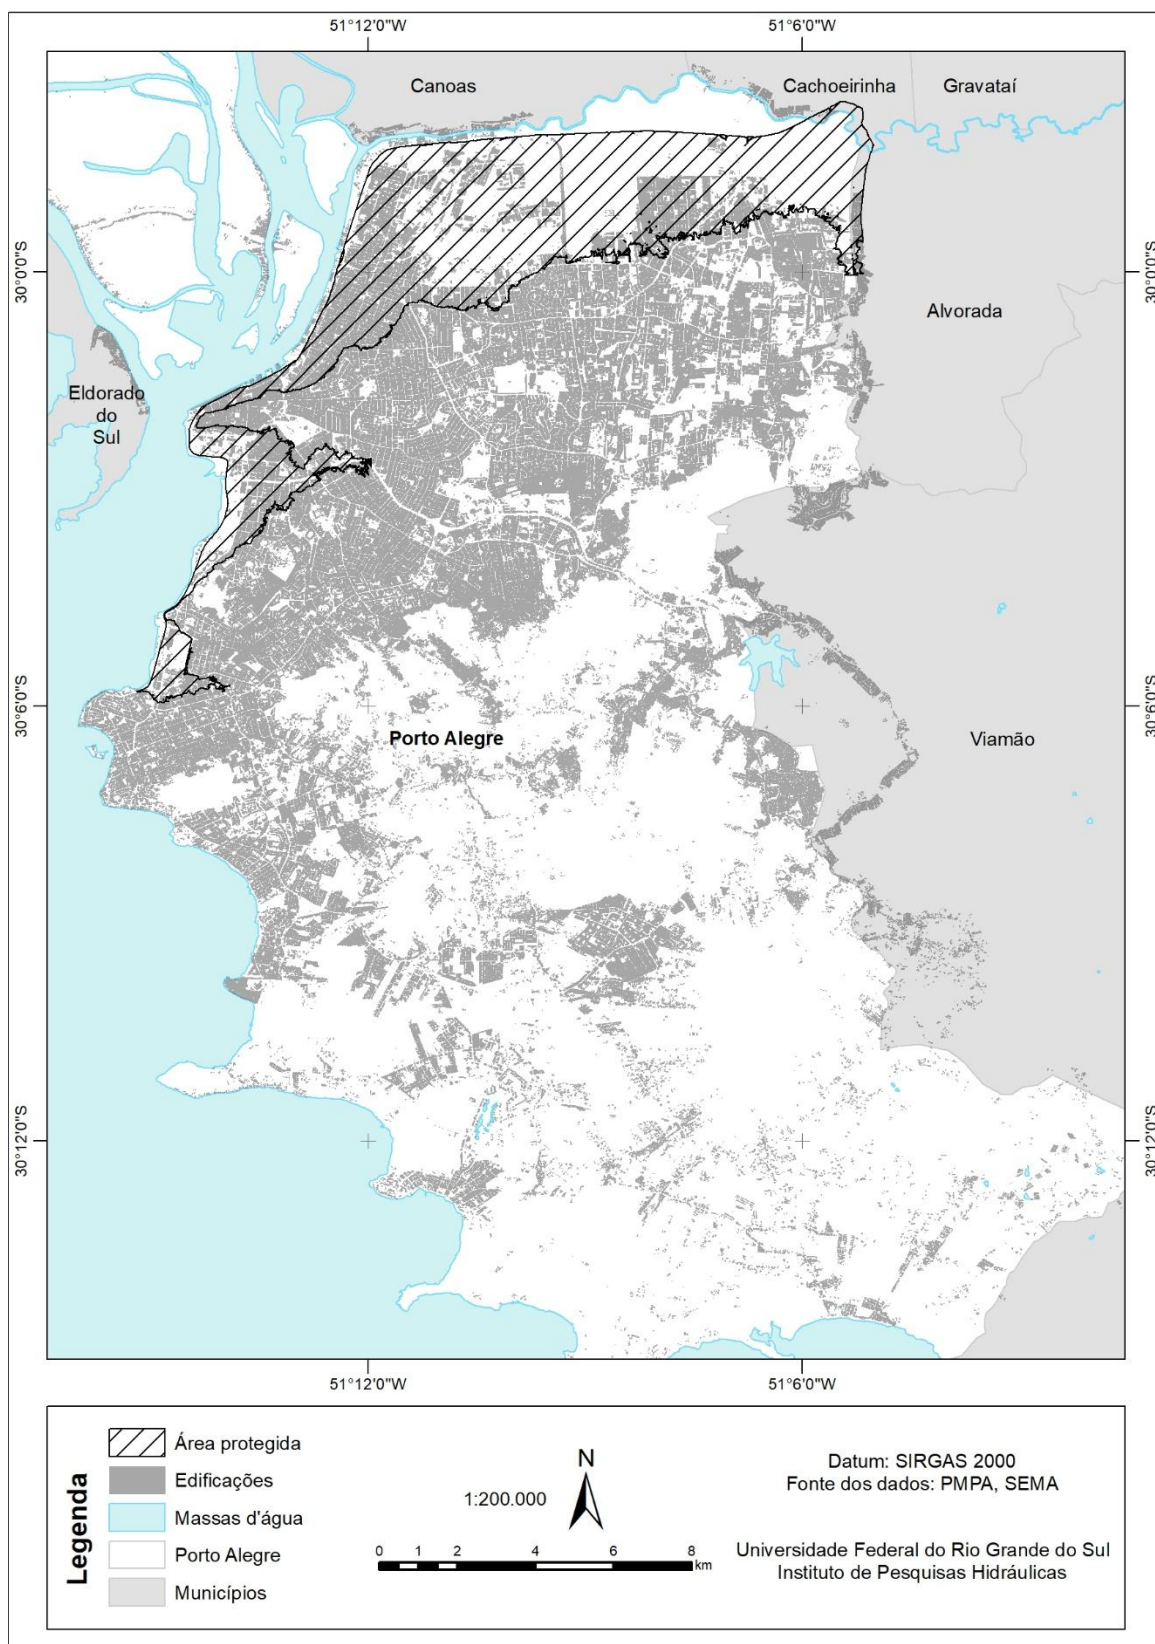 51°12'0"W
51°6'0"W
Canoas
Cachoeirinha
Gravataí
30°0'0"S
30°0'0"S
Alvorada
Eldorado
do
Sul
30°6'0"S
30°6'0"S
Porto Alegre
Viamão
30°12'0"S
30°12'0"S
51°12'0"W
51°6'0"W
Legenda
Área protegida
Edificações
Massas d'água
Porto Alegre
Municípios
N
1:200.000
0 1 2 4 6 8
km
Datum: SIRGAS 2000
Fonte dos dados: PMPA, SEMA
Universidade Federal do Rio Grande do Sul
Instituto de Pesquisas Hidráulicas